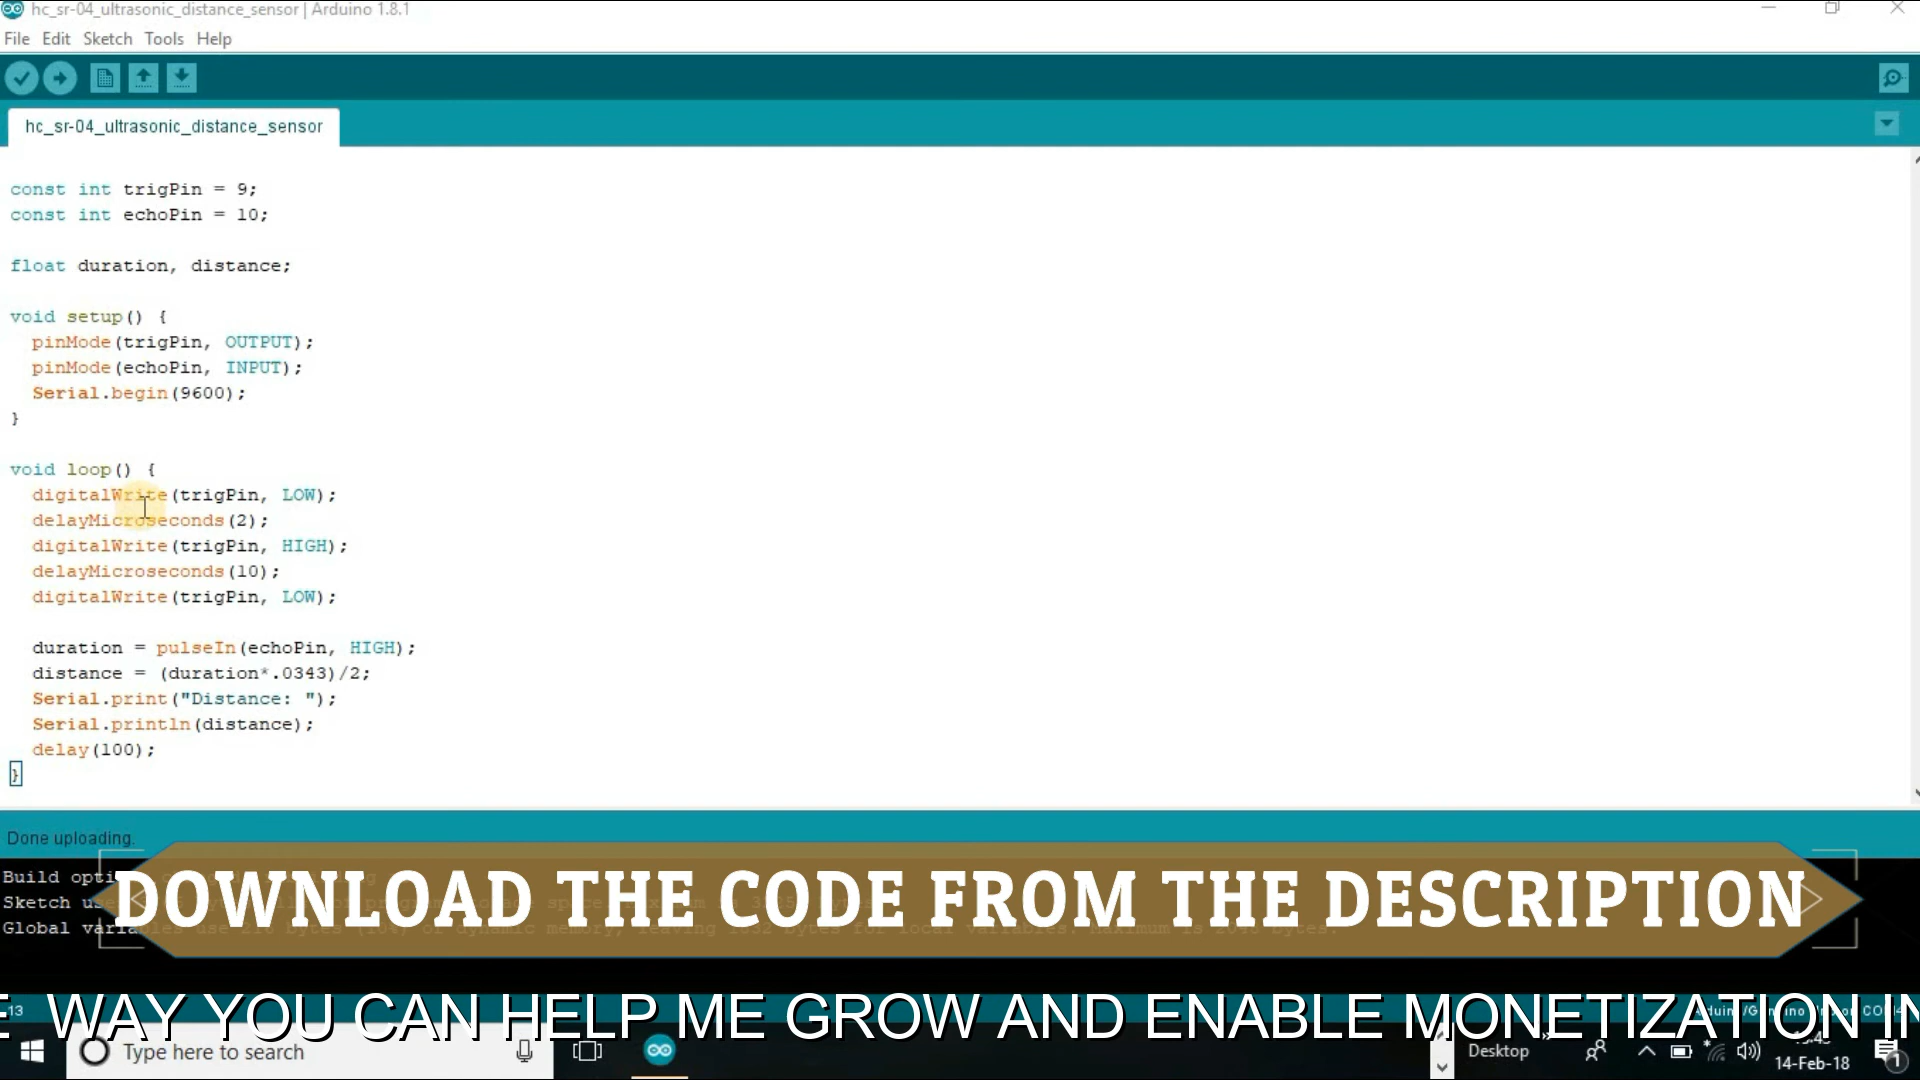 hc_sr-04_ultrasonic_distance_sensor | Arduino 1.8.1
File Edit Sketch Tools Help
hc_sr-04_ultrasonic_distance_sensor
const int trigPin = 9;
const int echoPin = 10;
float duration, distance;
void setup() {
pinMode(trigPin, OUTPUT);
pinMode(echoPin, INPUT);
Serial.begin(9600);
}
void loop() {
digitalWrite(trigPin, LOW);
delayMicroseconds(2);
digitalWrite(trigPin, HIGH);
delayMicroseconds(10);
digitalWrite(trigPin, LOW);
duration = pulseIn(echoPin, HIGH);
distance = (duration*.0343)/2;
Serial.print("Distance: ");
Serial.println(distance);
delay(100);
}
Done uploading.
Build
Sketch
Global
DOWNLOAD THE CODE FROM THE DESCRIPTION
WAY YOU CAN HELP ME GROW AND ENABLE MONETIZATION IN
Type here to search
Desktop
14-Feb-18
1